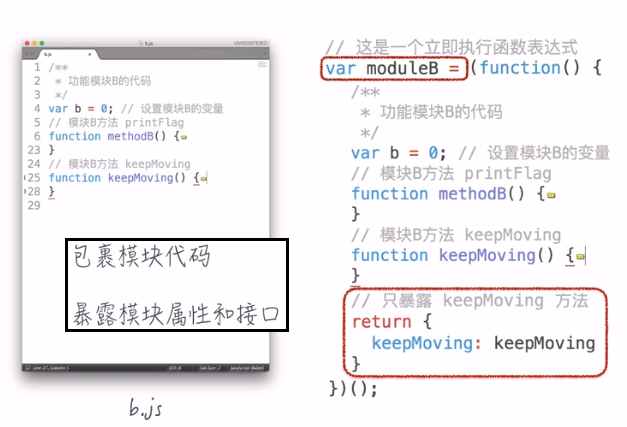 b.js
UNREGISTERED
b.js
1 /**
2 * 功能模块B的代码
3 */
4 var b = 0; // 设置模块B的变量
5 // 模块B方法 printFlag
6 function methodB() {
23 }
24 // 模块B方法 keepMoving
25 function keepMoving() {
28 }
29
包裹模块代码
暴露模块属性和接口
Line 27, Column 1
UTF-8
Tab Size: 2
JavaScript (Babel)
b.js
// 这是一个立即执行函数表达式
var moduleB = (function() {
/**
* 功能模块B的代码
*/
var b = 0; // 设置模块B的变量
// 模块B方法 printFlag
function methodB() {
}
// 模块B方法 keepMoving
function keepMoving() {
}
// 只暴露 keepMoving 方法
return {
keepMoving: keepMoving
}
})();